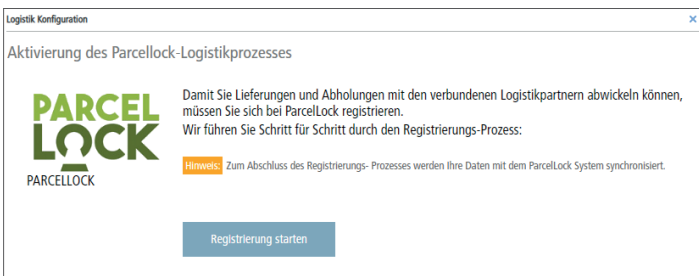 Logistik Konfiguration
×
Aktivierung des Parcellock-Logistikprozesses
PARCEL
LOCK
PARCELLOCK
Damit Sie Lieferungen und Abholungen mit den verbundenen Logistikpartnern abwickeln können,
müssen Sie sich bei ParcelLock registrieren.
Wir führen Sie Schritt für Schritt durch den Registrierungs-Prozess:
Hinweis: Zum Abschluss des Registrierungs- Prozesses werden Ihre Daten mit dem ParcelLock System synchronisiert.
Registrierung starten